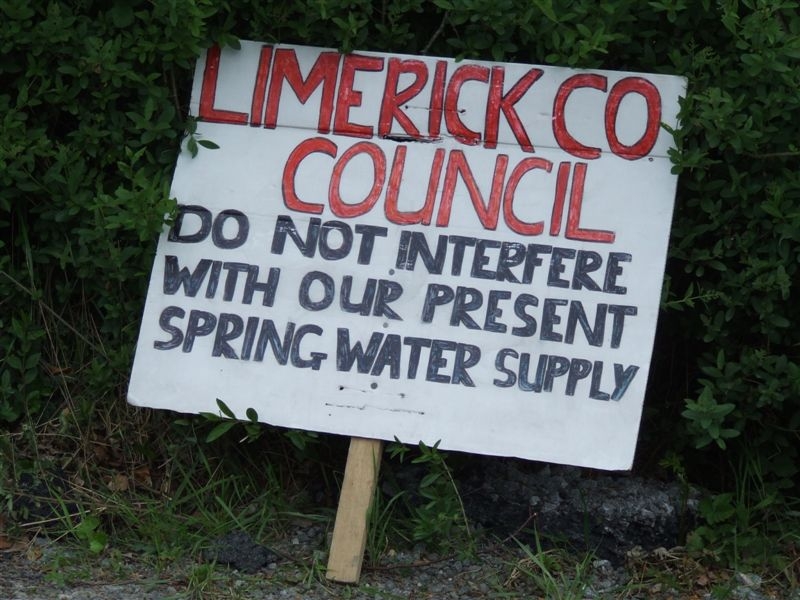 LIMERICK CO
COUNCIL
DO NOT INTERFERE
WITH OUR PRESENT
SPRING WATER SUPPLY